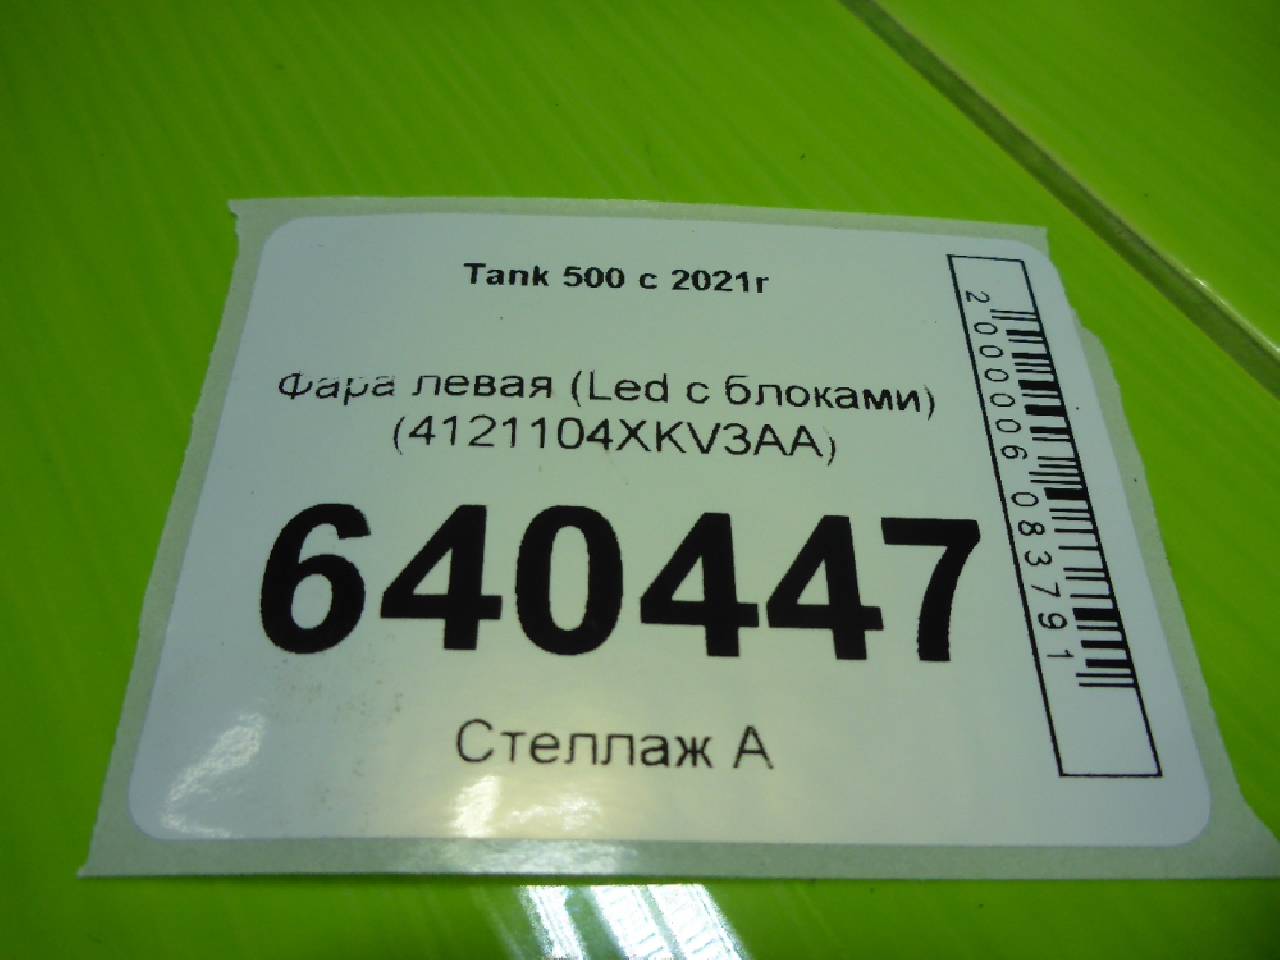 Tank 500 с 2021г
Фара левая (Led с блоками)
(4121104XKV3AA)
640447
Стеллаж А
2000006083791